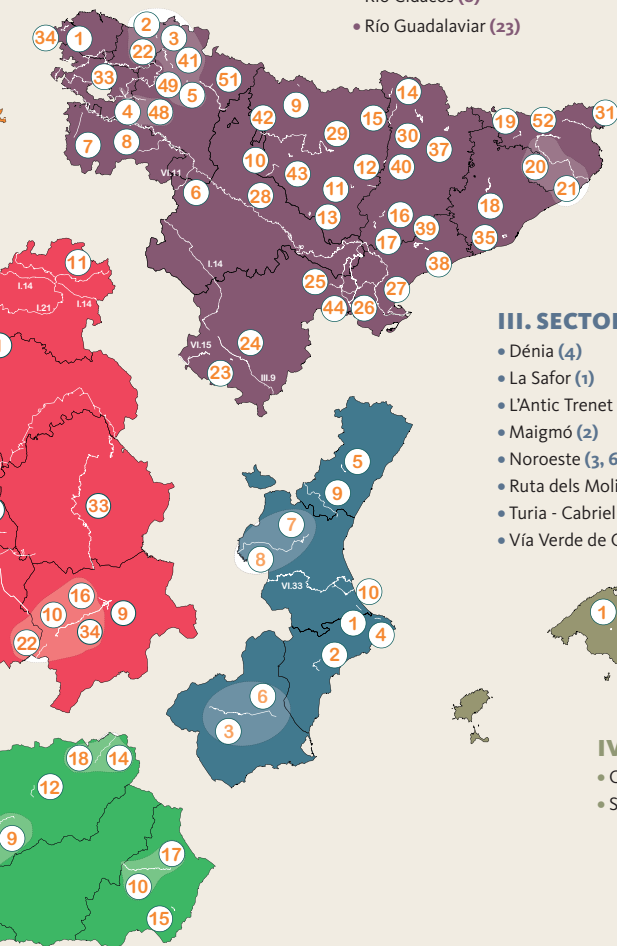 Río Cidacos (8)
• Río Guadalaviar (23)
34 1 2 3 22 41 33 49 5 51 4 48 7 8
42 9 15 14 29 30 37 10 43 12 40 11 28 13
19 52 31 20 21 18 35
VI.11
6
16 39 17 38
I.14
25 27 44 26
24
VI.15
23
III.9
11
I.14
I.21
I.14
33
16
10 9
34
22
III. SECTOR
• Dénia (4)
• La Safor (1)
• L'Antic Trenet
• Maigmó (2)
• Noroeste (3, 6
• Ruta dels Moli
• Turia - Cabriel
• Vía Verde de
5
9
7
8
VI.33
10
1
4
2
6
3
1
IV
•
• S
18 14
12
9
17
10
15